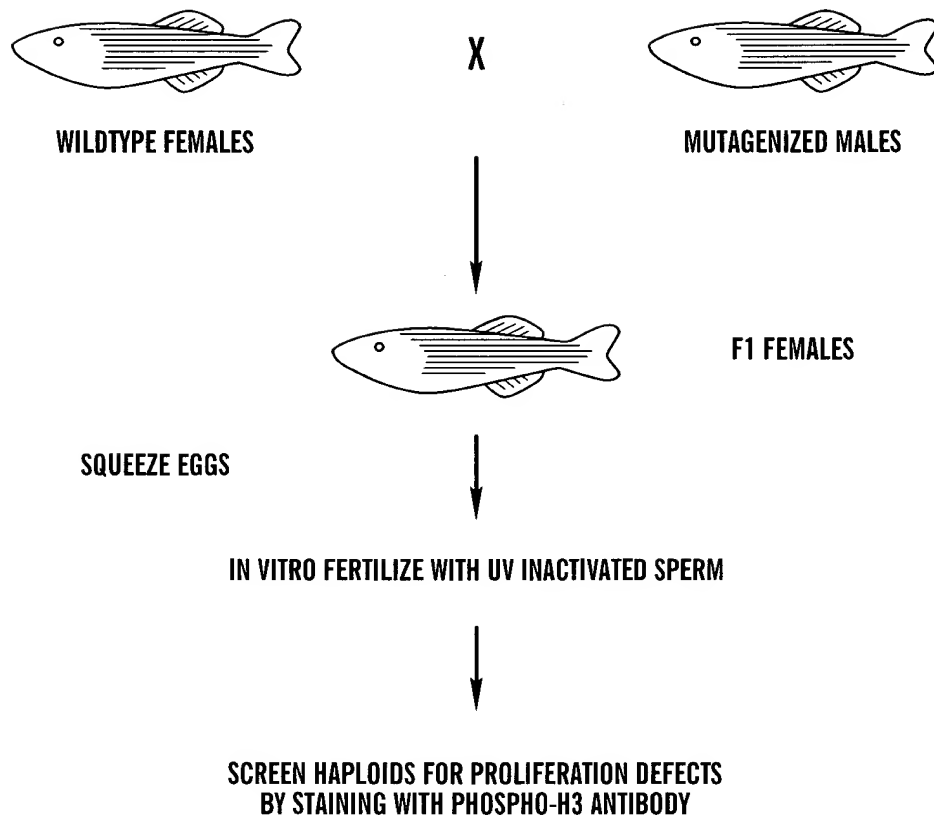 X
WILDTYPE FEMALES
MUTAGENIZED MALES
F1 FEMALES
SQUEEZE EGGS
IN VITRO FERTILIZE WITH UV INACTIVATED SPERM
SCREEN HAPLOIDS FOR PROLIFERATION DEFECTS
BY STAINING WITH PHOSPHO-H3 ANTIBODY